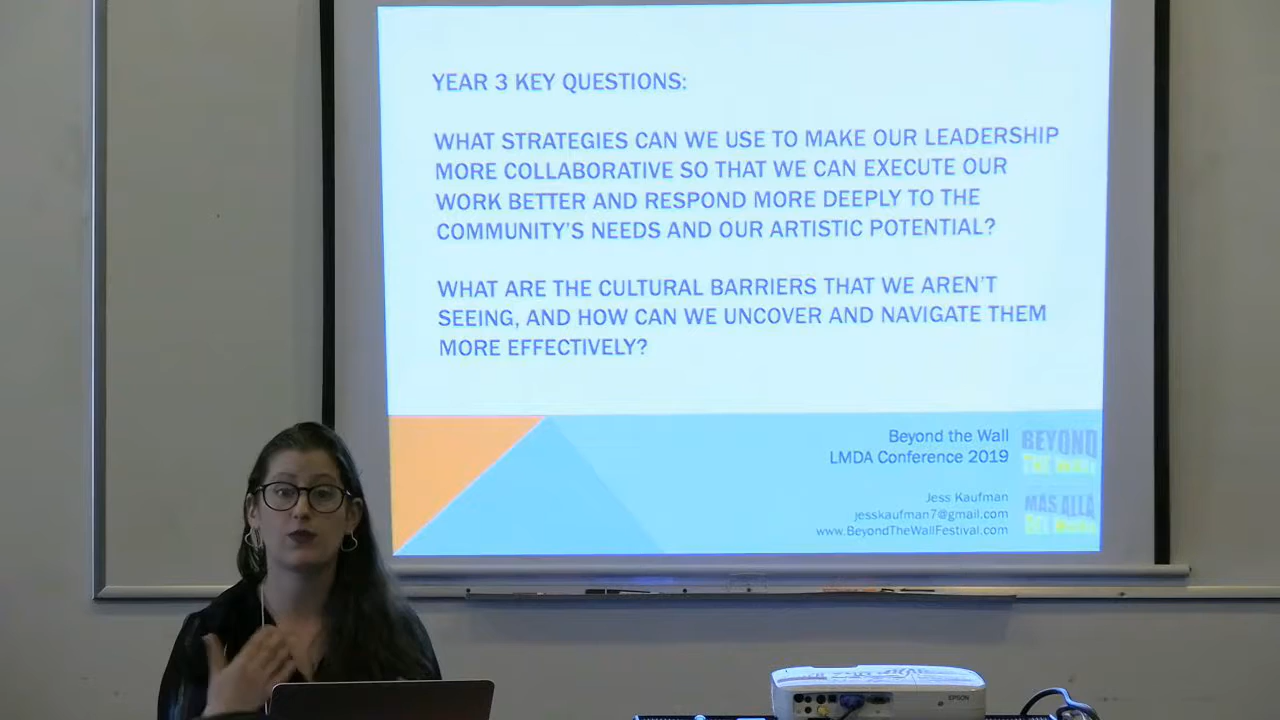 YEAR 3 KEY QUESTIONS:
WHAT STRATEGIES CAN WE USE TO MAKE OUR LEADERSHIP
MORE COLLABORATIVE SO THAT WE CAN EXECUTE OUR
WORK BETTER AND RESPOND MORE DEEPLY TO THE
COMMUNITY'S NEEDS AND OUR ARTISTIC POTENTIAL?
WHAT ARE THE CULTURAL BARRIERS THAT WE AREN'T
SEEING, AND HOW CAN WE UNCOVER AND NAVIGATE THEM
MORE EFFECTIVELY?
Beyond the Wall
LMDA Conference 2019
BEYOND
THE WALL
Jess Kaufman
jesskaufman7@gmail.com
www.BeyondTheWallFestival.com
MÁS ALLÁ
DEL
EPSON